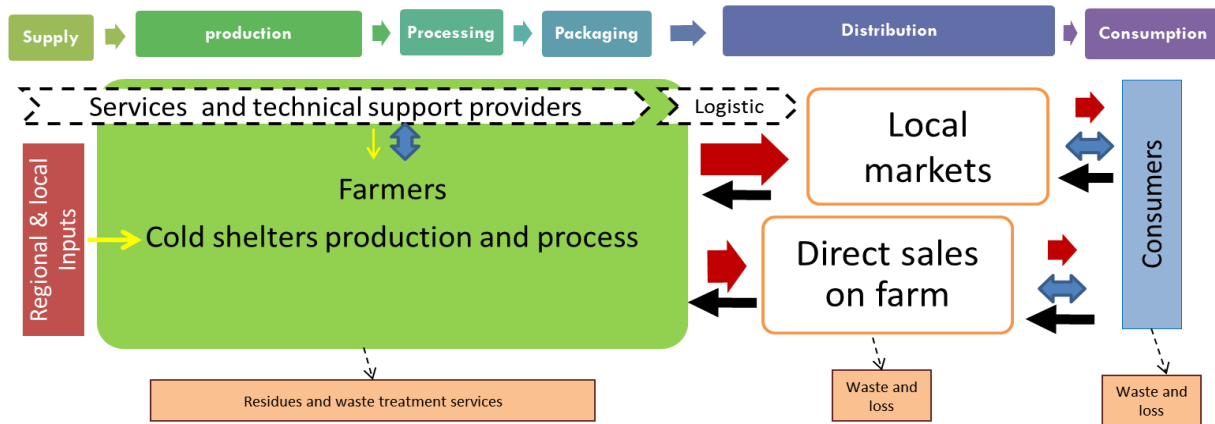 Supply
production
Processing
Packaging
Distribution
Consumption
Services and technical support providers
Logistic
Regional & local
Inputs
Farmers
Cold shelters production and process
Local
markets
Direct sales
on farm
Consumers
Residues and waste treatment services
Waste and
loss
Waste and
loss